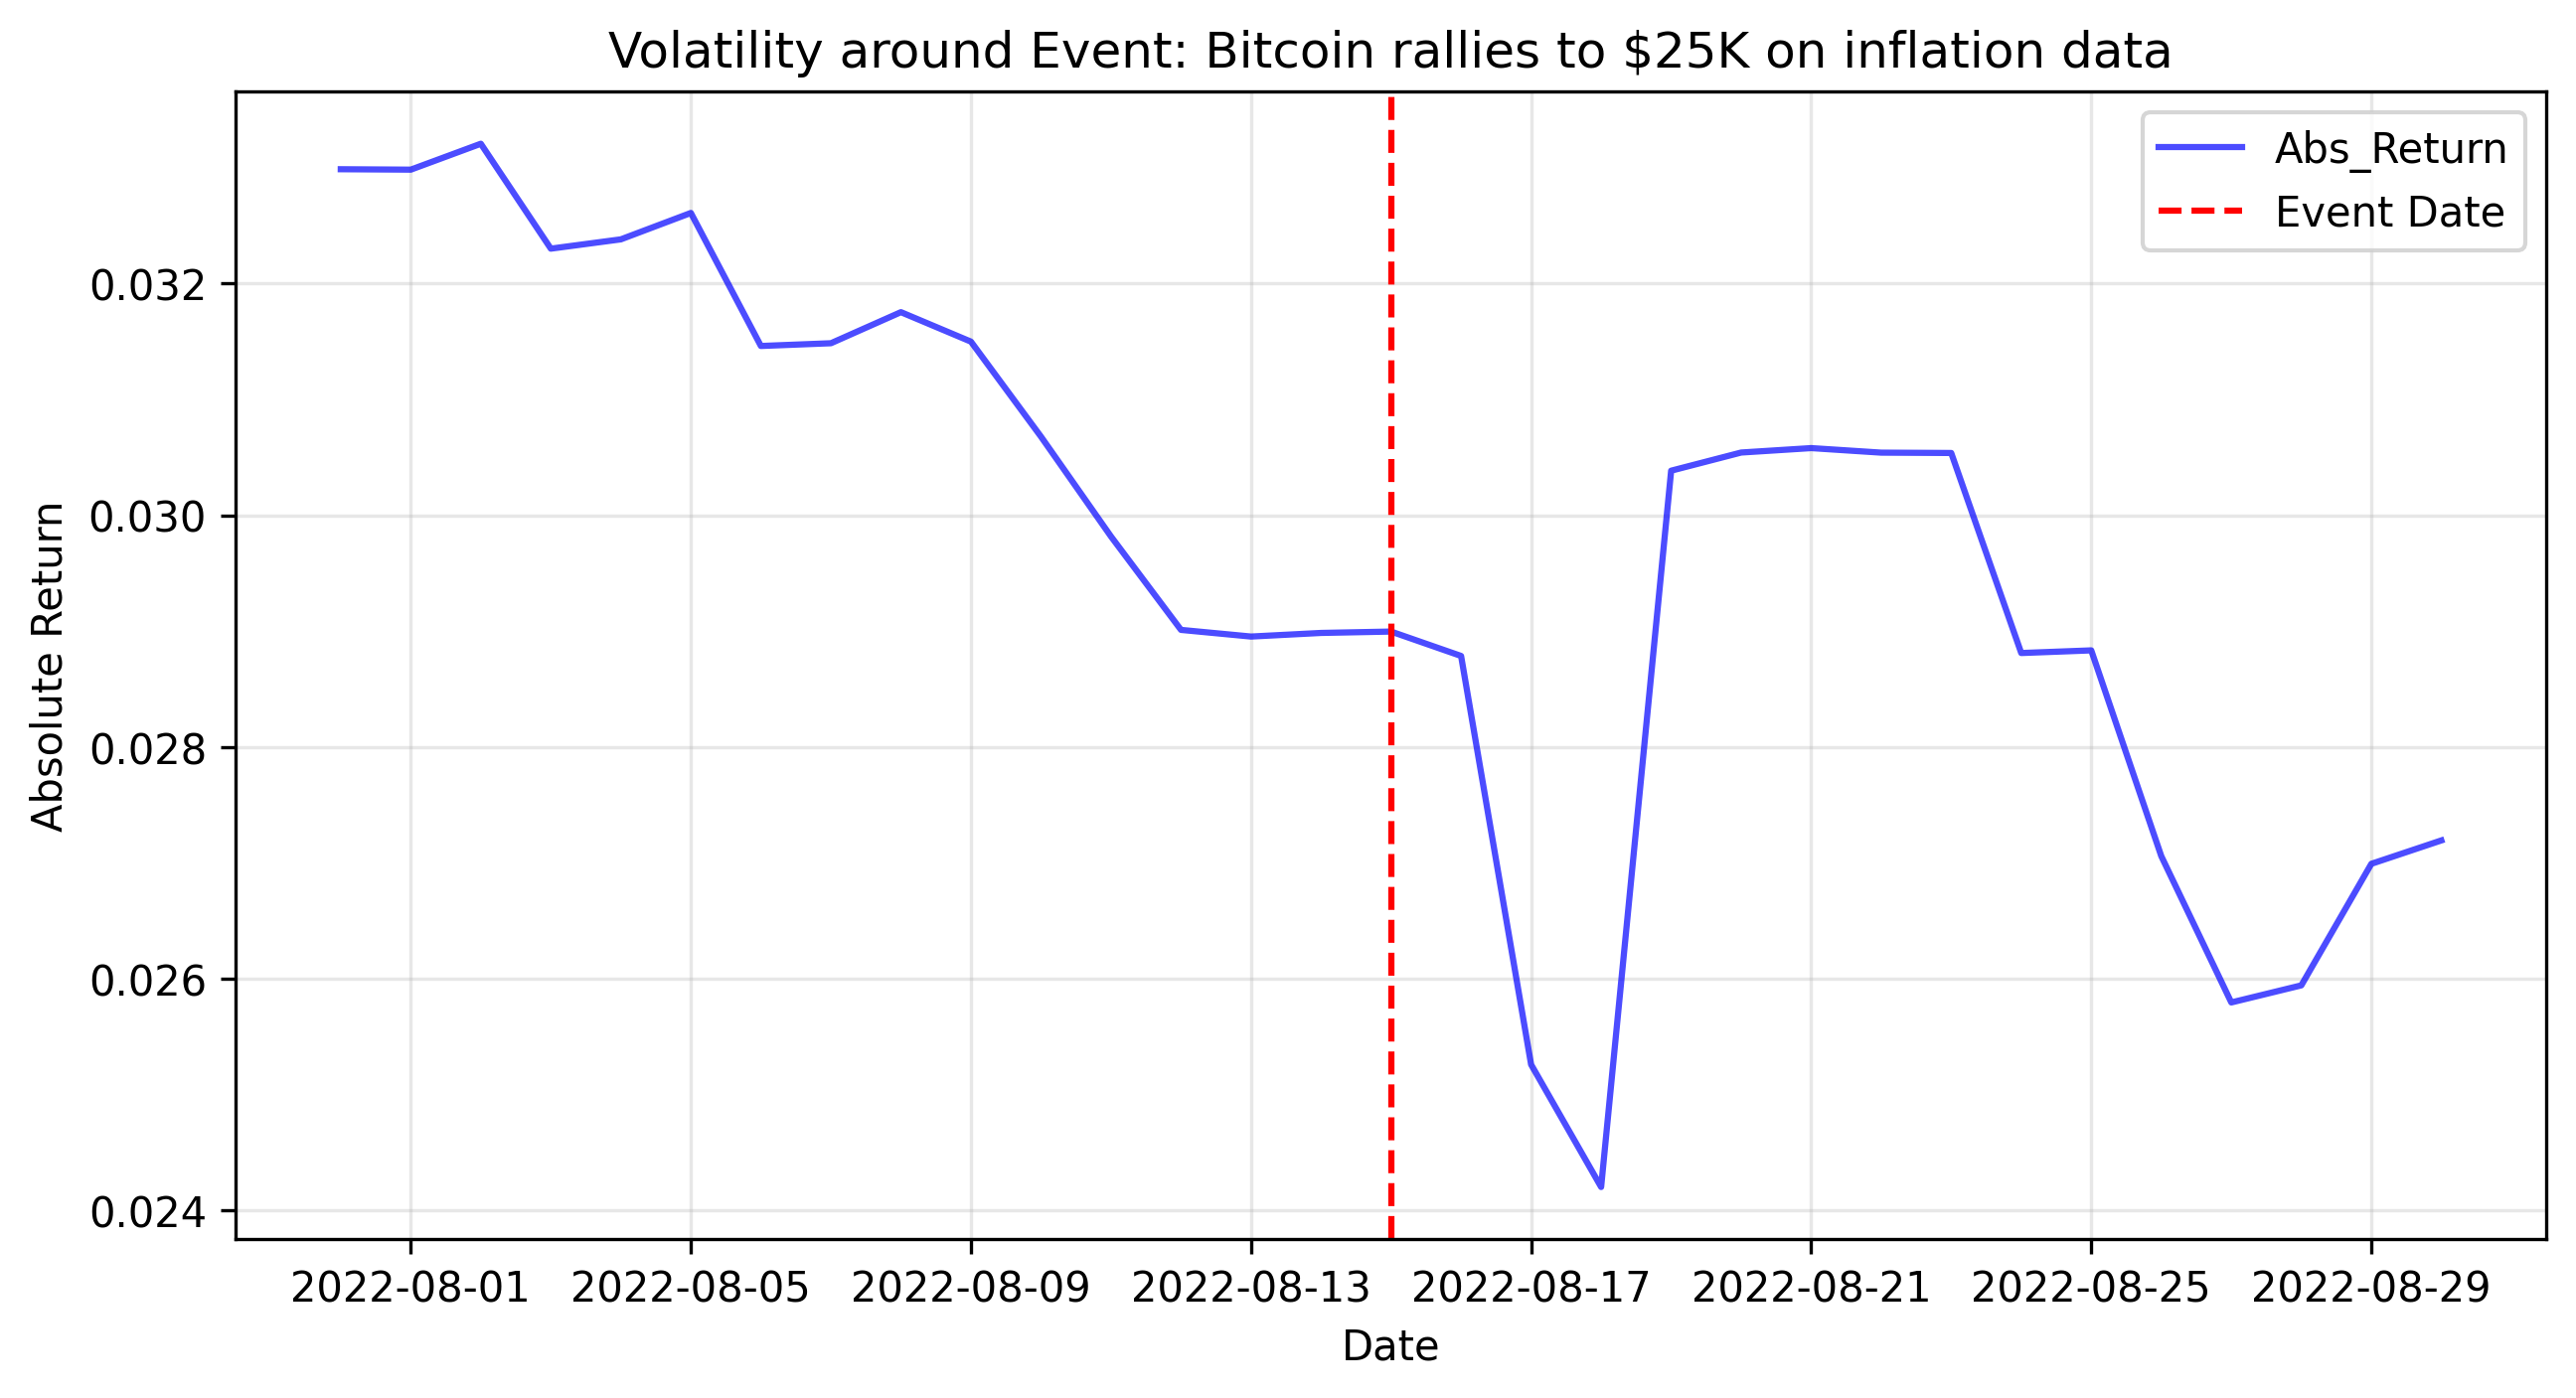 Volatility around Event: Bitcoin rallies to $25K on inflation data
Abs_Return
Event Date
Absolute Return
0.032
0.030
0.028
0.026
0.024
2022-08-01 2022-08-05 2022-08-09 2022-08-13 2022-08-17 2022-08-21 2022-08-25 2022-08-29
Date